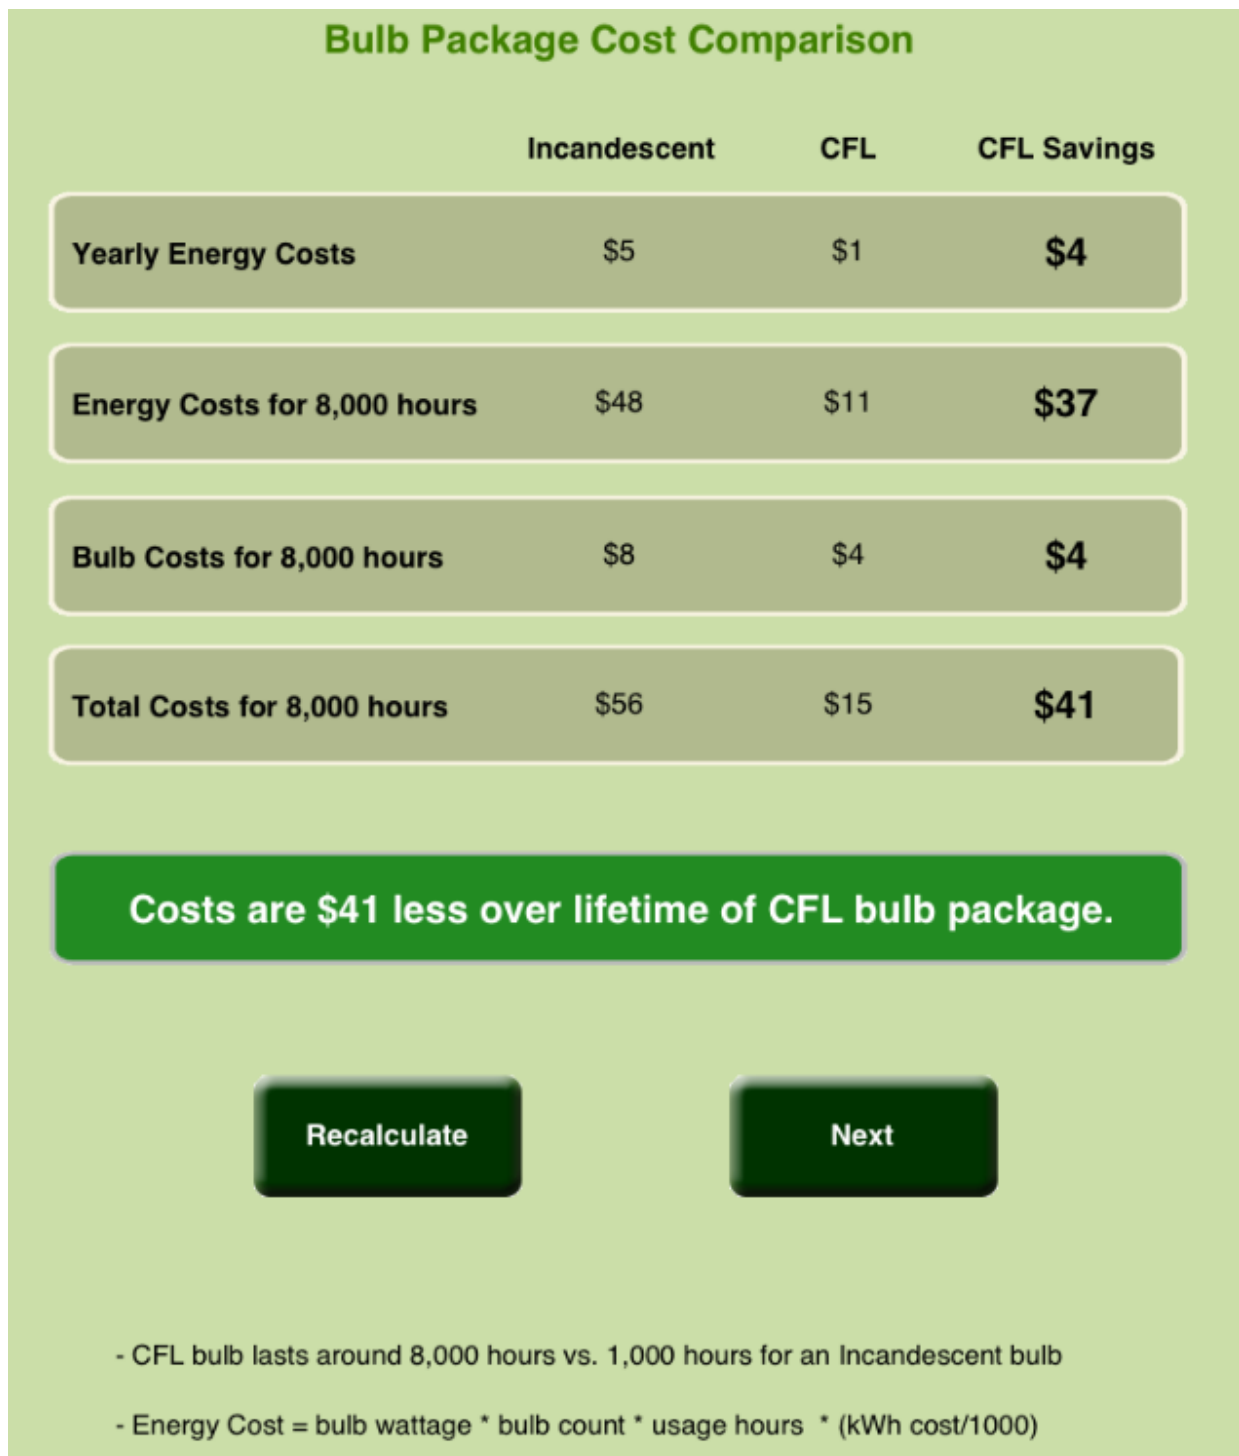 Bulb Package Cost Comparison
Incandescent CFL CFL Savings
Yearly Energy Costs $5 $1 $4
Energy Costs for 8,000 hours $48 $11 $37
Bulb Costs for 8,000 hours $8 $4 $4
Total Costs for 8,000 hours $56 $15 $41
Costs are $41 less over lifetime of CFL bulb package.
Recalculate Next
- CFL bulb lasts around 8,000 hours vs. 1,000 hours for an Incandescent bulb
- Energy Cost = bulb wattage * bulb count * usage hours * (kWh cost/1000)